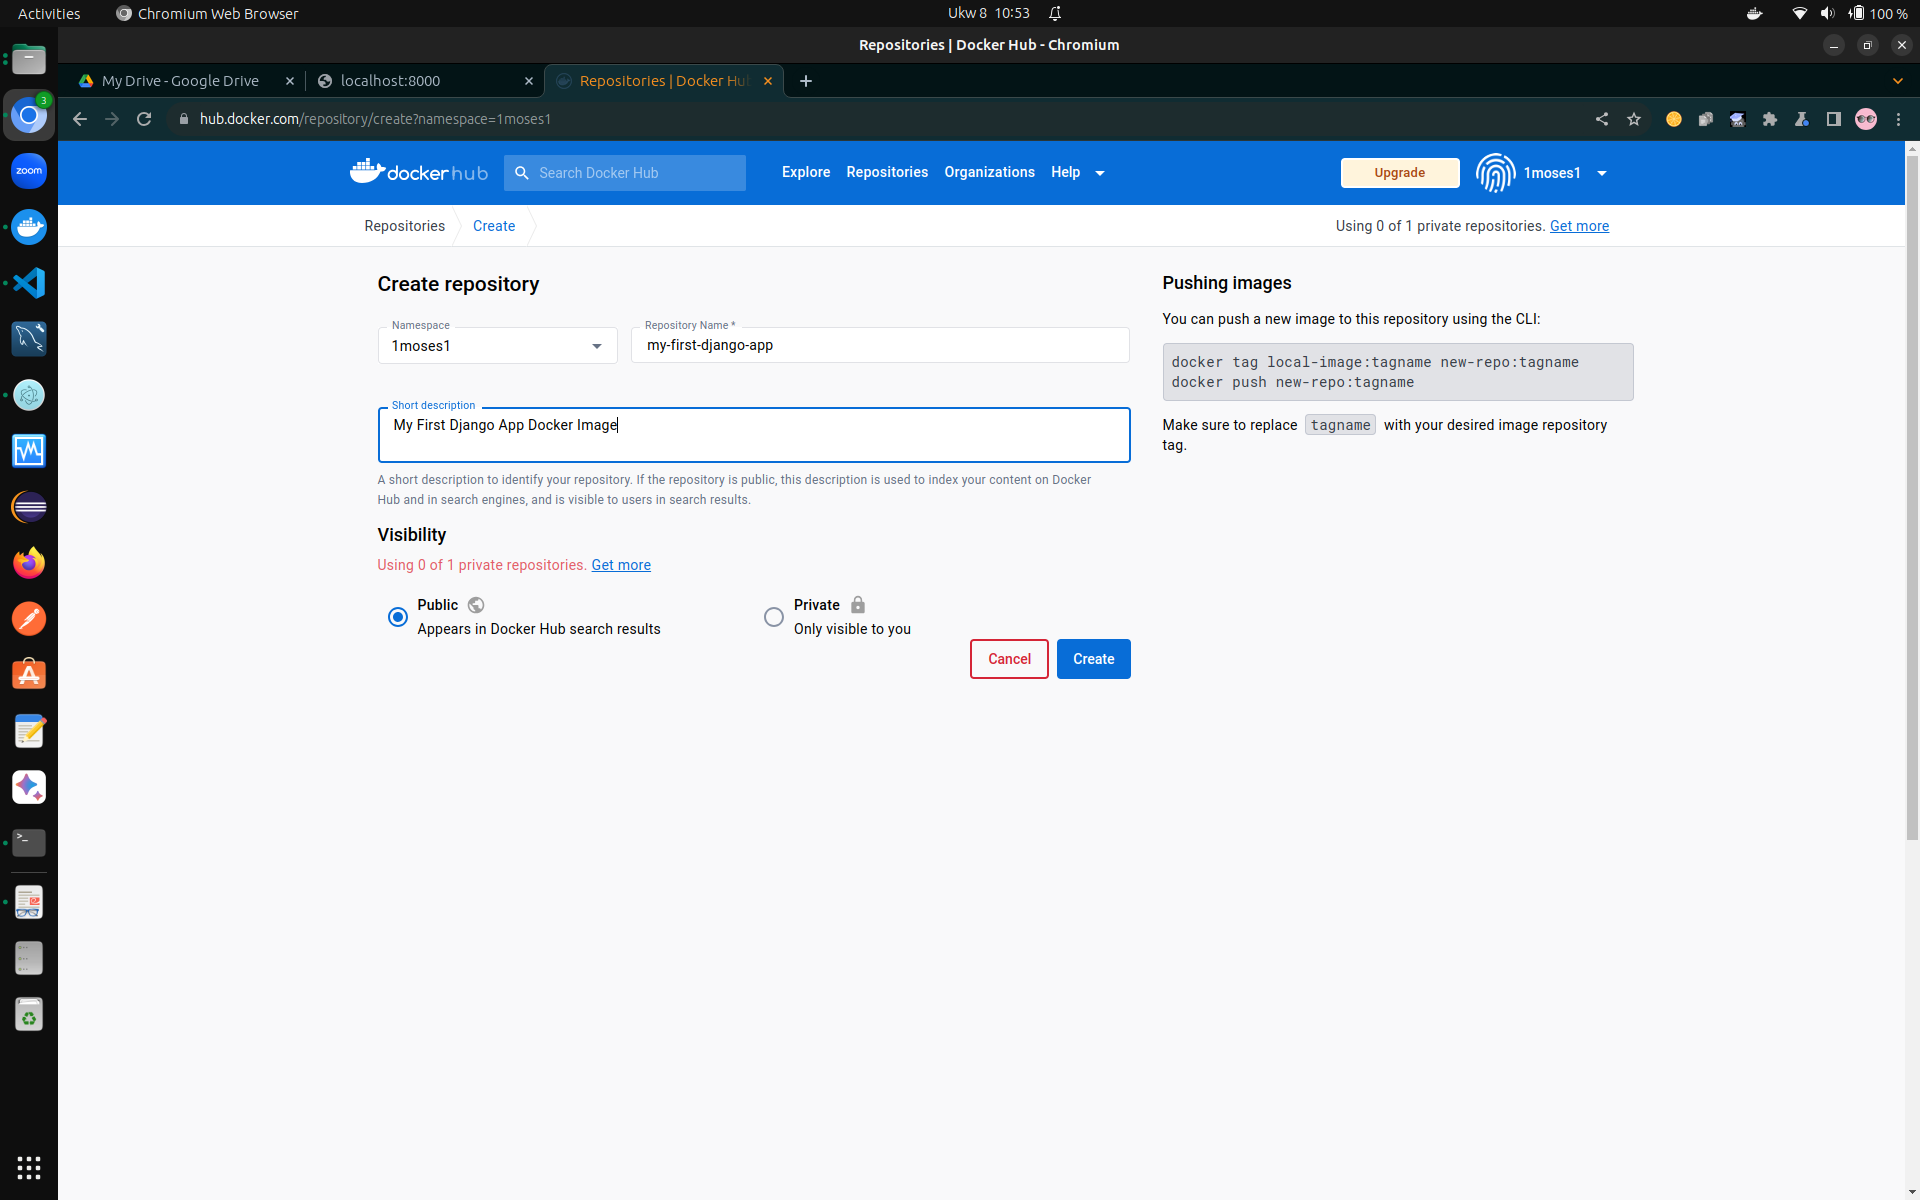 Activities
Chromium Web Browser
Ukw 8 10:53
100 %
Repositories | Docker Hub - Chromium
My Drive - Google Drive
localhost:8000
Repositories | Docker Hu
3
hub.docker.com/repository/create?namespace=1moses1
zoom
dockerhub
Search Docker Hub
Explore
Repositories
Organizations
Help
Upgrade
1moses1
Repositories
Create
Using 0 of 1 private repositories. Get more
Create repository
Namespace
1moses1
Repository Name *
my-first-django-app
Short description
My First Django App Docker Image
A short description to identify your repository. If the repository is public, this description is used to index your content on Docker
Hub and in search engines, and is visible to users in search results.
Visibility
Using 0 of 1 private repositories. Get more
Public
Appears in Docker Hub search results
Private
Only visible to you
Cancel
Create
Pushing images
You can push a new image to this repository using the CLI:
docker tag local-image:tagname new-repo:tagname
docker push new-repo:tagname
Make sure to replace tagname with your desired image repository
tag.